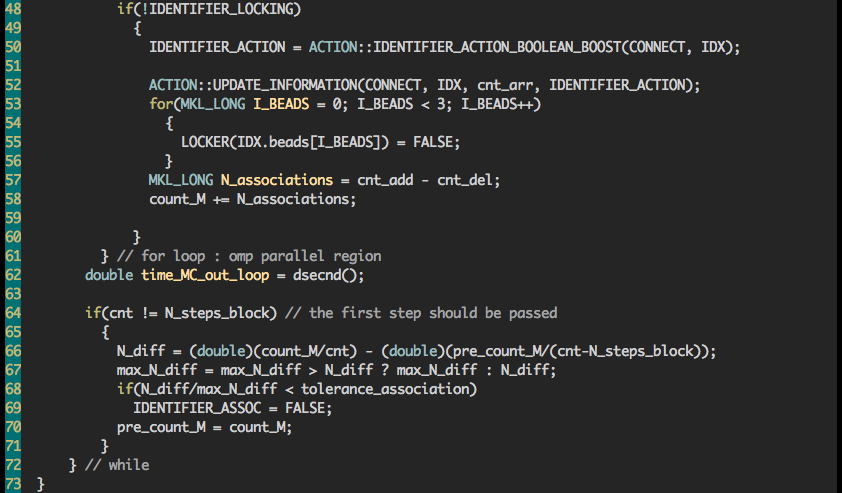 48 if(!IDENTIFIER_LOCKING)
49 {
50 IDENTIFIER_ACTION = ACTION::IDENTIFIER_ACTION_BOOLEAN_BOOST(CONNECT, IDX);
51
52 ACTION::UPDATE_INFORMATION(CONNECT, IDX, cnt_arr, IDENTIFIER_ACTION);
53 for(MKL_LONG I_BEADS = 0; I_BEADS < 3; I_BEADS++)
54 {
55 LOCKER(IDX.beads[I_BEADS]) = FALSE;
56 }
57 MKL_LONG N_associations = cnt_add - cnt_del;
58 count_M += N_associations;
59
60 }
61 } // for loop : omp parallel region
62 double time_MC_out_loop = dsecnd();
63
64 if(cnt != N_steps_block) // the first step should be passed
65 {
66 N_diff = (double)(count_M/cnt) - (double)(pre_count_M/(cnt-N_steps_block));
67 max_N_diff = max_N_diff > N_diff ? max_N_diff : N_diff;
68 if(N_diff/max_N_diff < tolerance_association)
69 IDENTIFIER_ASSOC = FALSE;
70 pre_count_M = count_M;
71 }
72 } // while
73 }